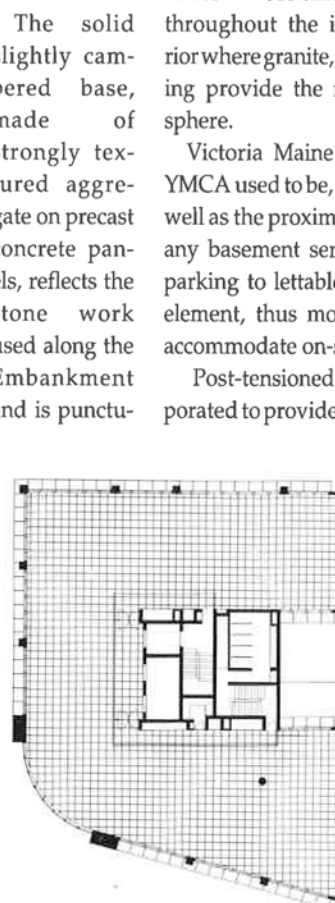 The solid
slightly cam-
bered base,
made of
strongly tex-
ured aggre-
gate on precast
concrete pan-
els, reflects the
tone work
used along the
Embankment
and is punctu-
throughout the i
rior where granite,
ing provide the
sphere.
Victoria Maine
YMCA used to be,
well as the proxim
any basement ser
parking to lettable
element, thus mo
accommodate on-
Post-tensioned
porated to provide